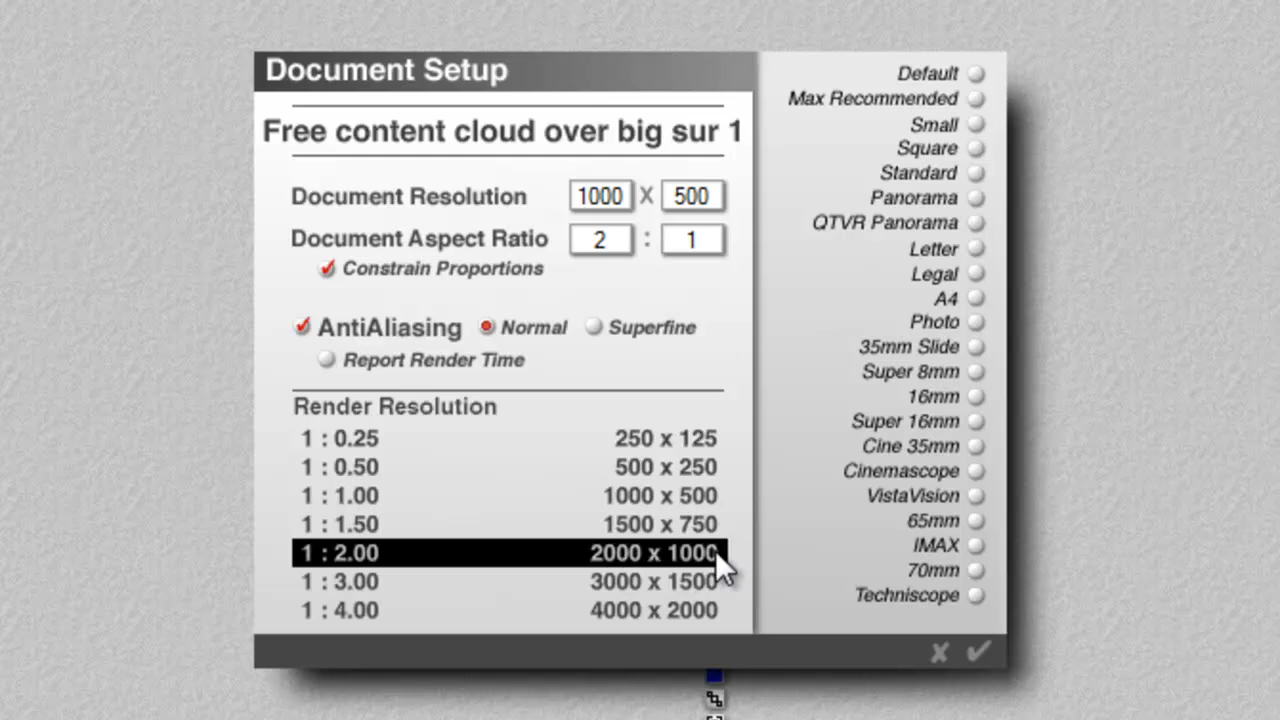 Document Setup
Free content cloud over big sur 1
Document Resolution 1000 X 500
Document Aspect Ratio 2 : 1
Constrain Proportions
AntiAliasing Normal Superfine
Report Render Time
Render Resolution
1 : 0.25 250 x 125
1 : 0.50 500 x 250
1 : 1.00 1000 x 500
1 : 1.50 1500 x 750
1 : 2.00 2000 x 1000
1 : 3.00 3000 x 1500
1 : 4.00 4000 x 2000
Default
Max Recommended
Small
Square
Standard
Panorama
QTVR Panorama
Letter
Legal
A4
Photo
35mm Slide
Super 8mm
16mm
Super 16mm
Cine 35mm
Cinemascope
VistaVision
65mm
IMAX
70mm
Techniscope